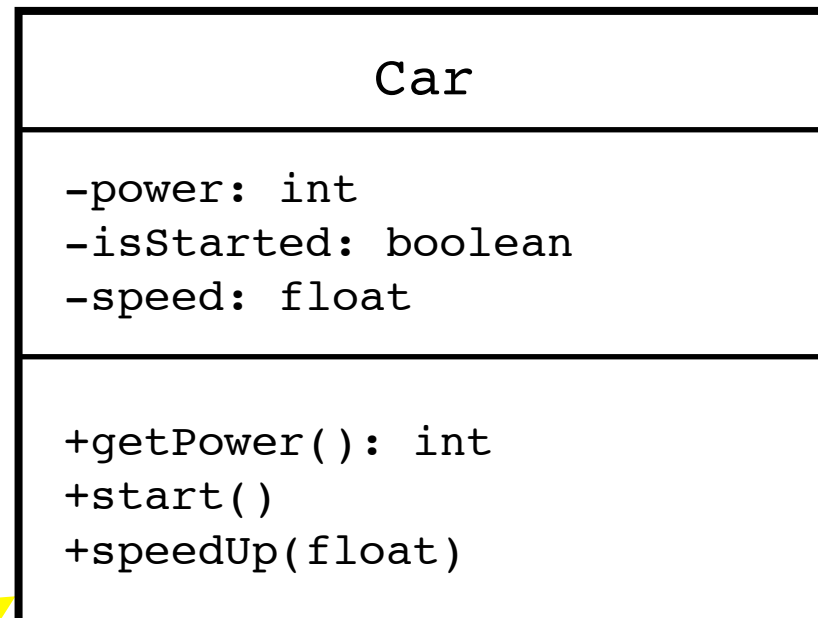 Car
-power: int
-isStarted: boolean
-speed: float
+getPower(): int
+start()
+speedUp(float)